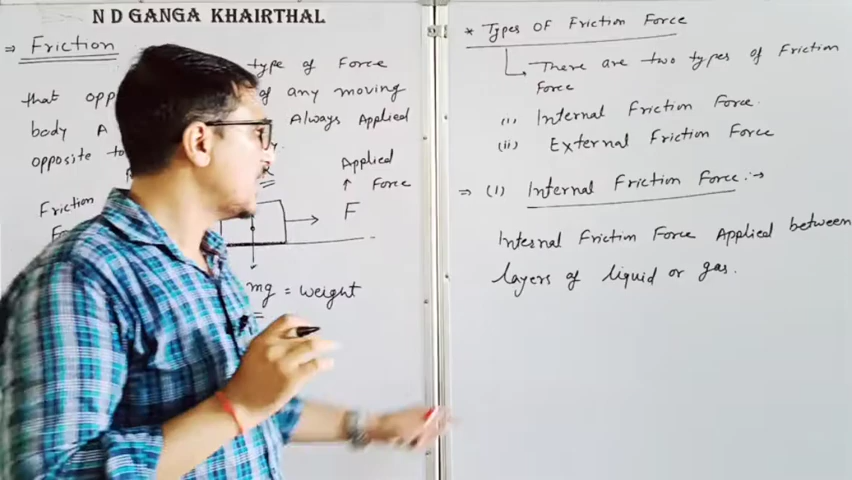 N D GANGA KHAIRTHAL
⇒ Friction
type of Force
that opp of any moving
body A Always Applied
opposite to
Applied
↑ Force
Friction
F
mg = weight
* Types OF Friction Force
There are two types of Friction
Force
(i) Internal Friction Force.
(ii) External Friction Force
⇒ (1) Internal Friction Force :→
Internal Friction Force Applied between
layers of liquid or gas.